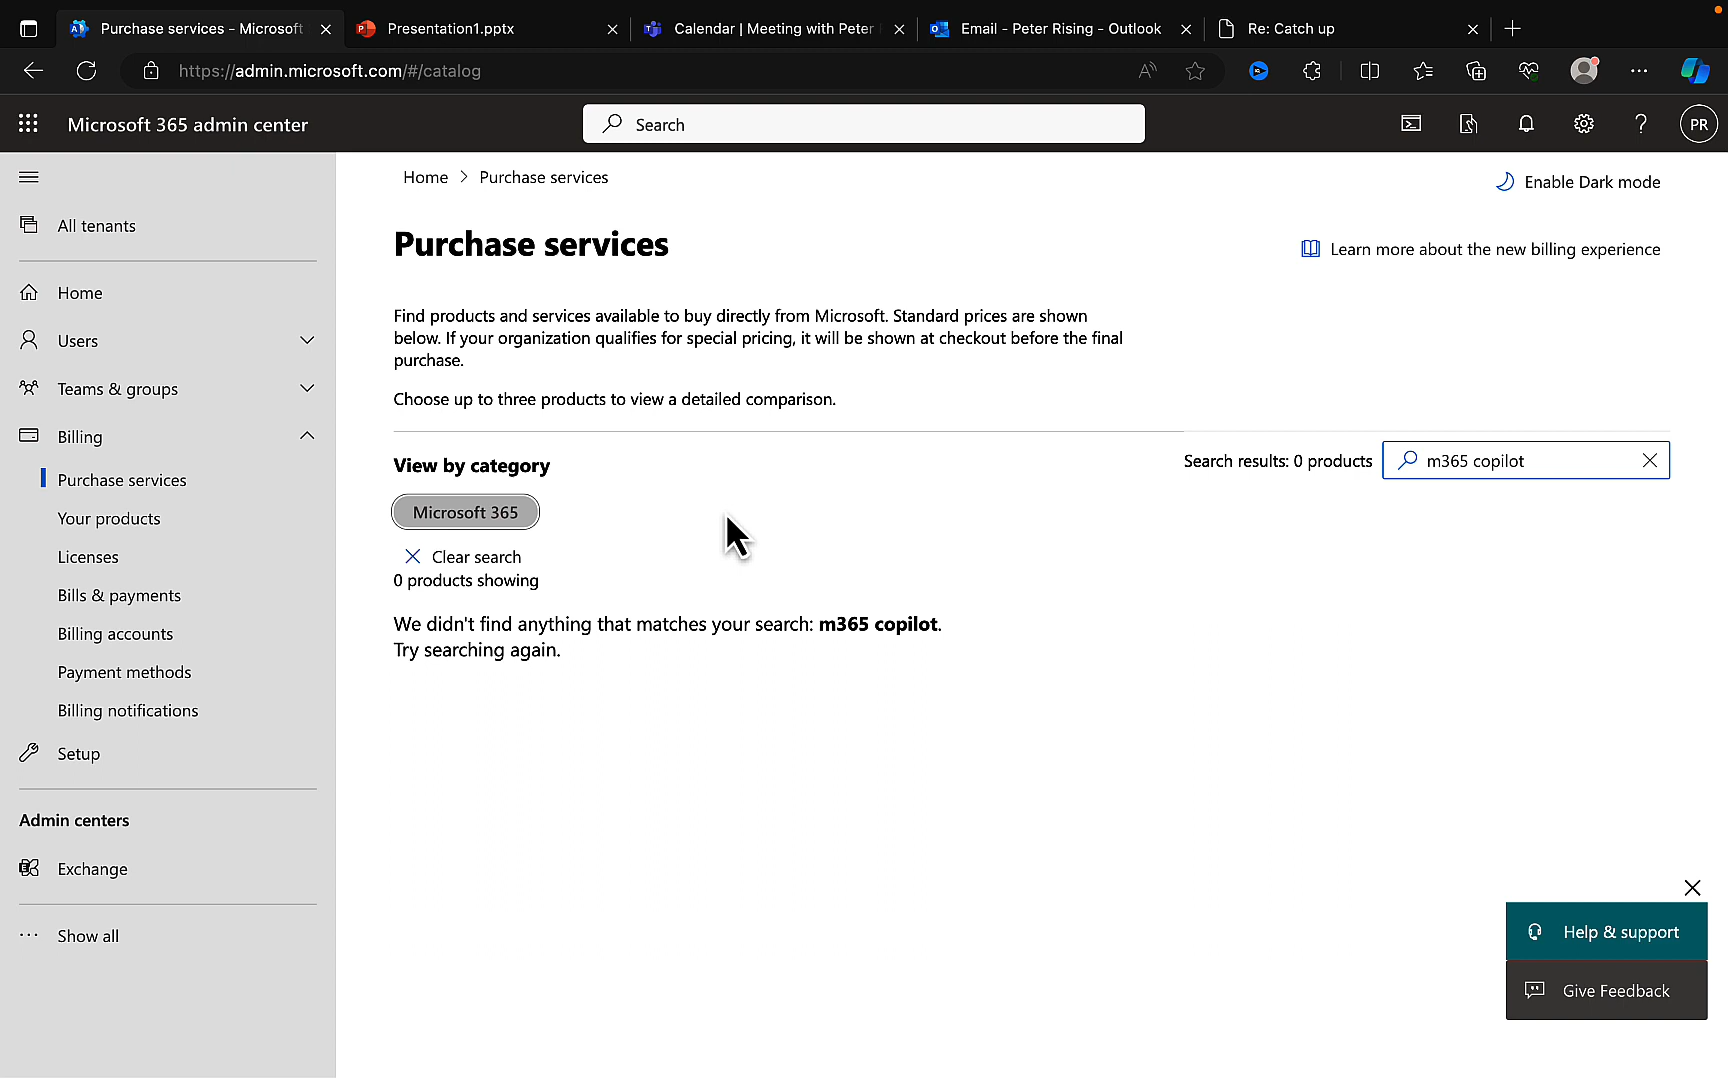 Purchase services - Microsoft
Presentation1.pptx
Calendar | Meeting with Peter
Email - Peter Rising - Outlook
Re: Catch up
https://admin.microsoft.com/#/catalog
Microsoft 365 admin center
Search
PR
All tenants
Home
Users
Teams & groups
Billing
Purchase services
Your products
Licenses
Bills & payments
Billing accounts
Payment methods
Billing notifications
Setup
Admin centers
Exchange
Show all
Home > Purchase services
Enable Dark mode
Purchase services
Learn more about the new billing experience
Find products and services available to buy directly from Microsoft. Standard prices are shown
below. If your organization qualifies for special pricing, it will be shown at checkout before the final
purchase.
Choose up to three products to view a detailed comparison.
View by category
Search results: 0 products
m365 copilot
Microsoft 365
Clear search
0 products showing
We didn't find anything that matches your search: m365 copilot.
Try searching again.
Help & support
Give Feedback